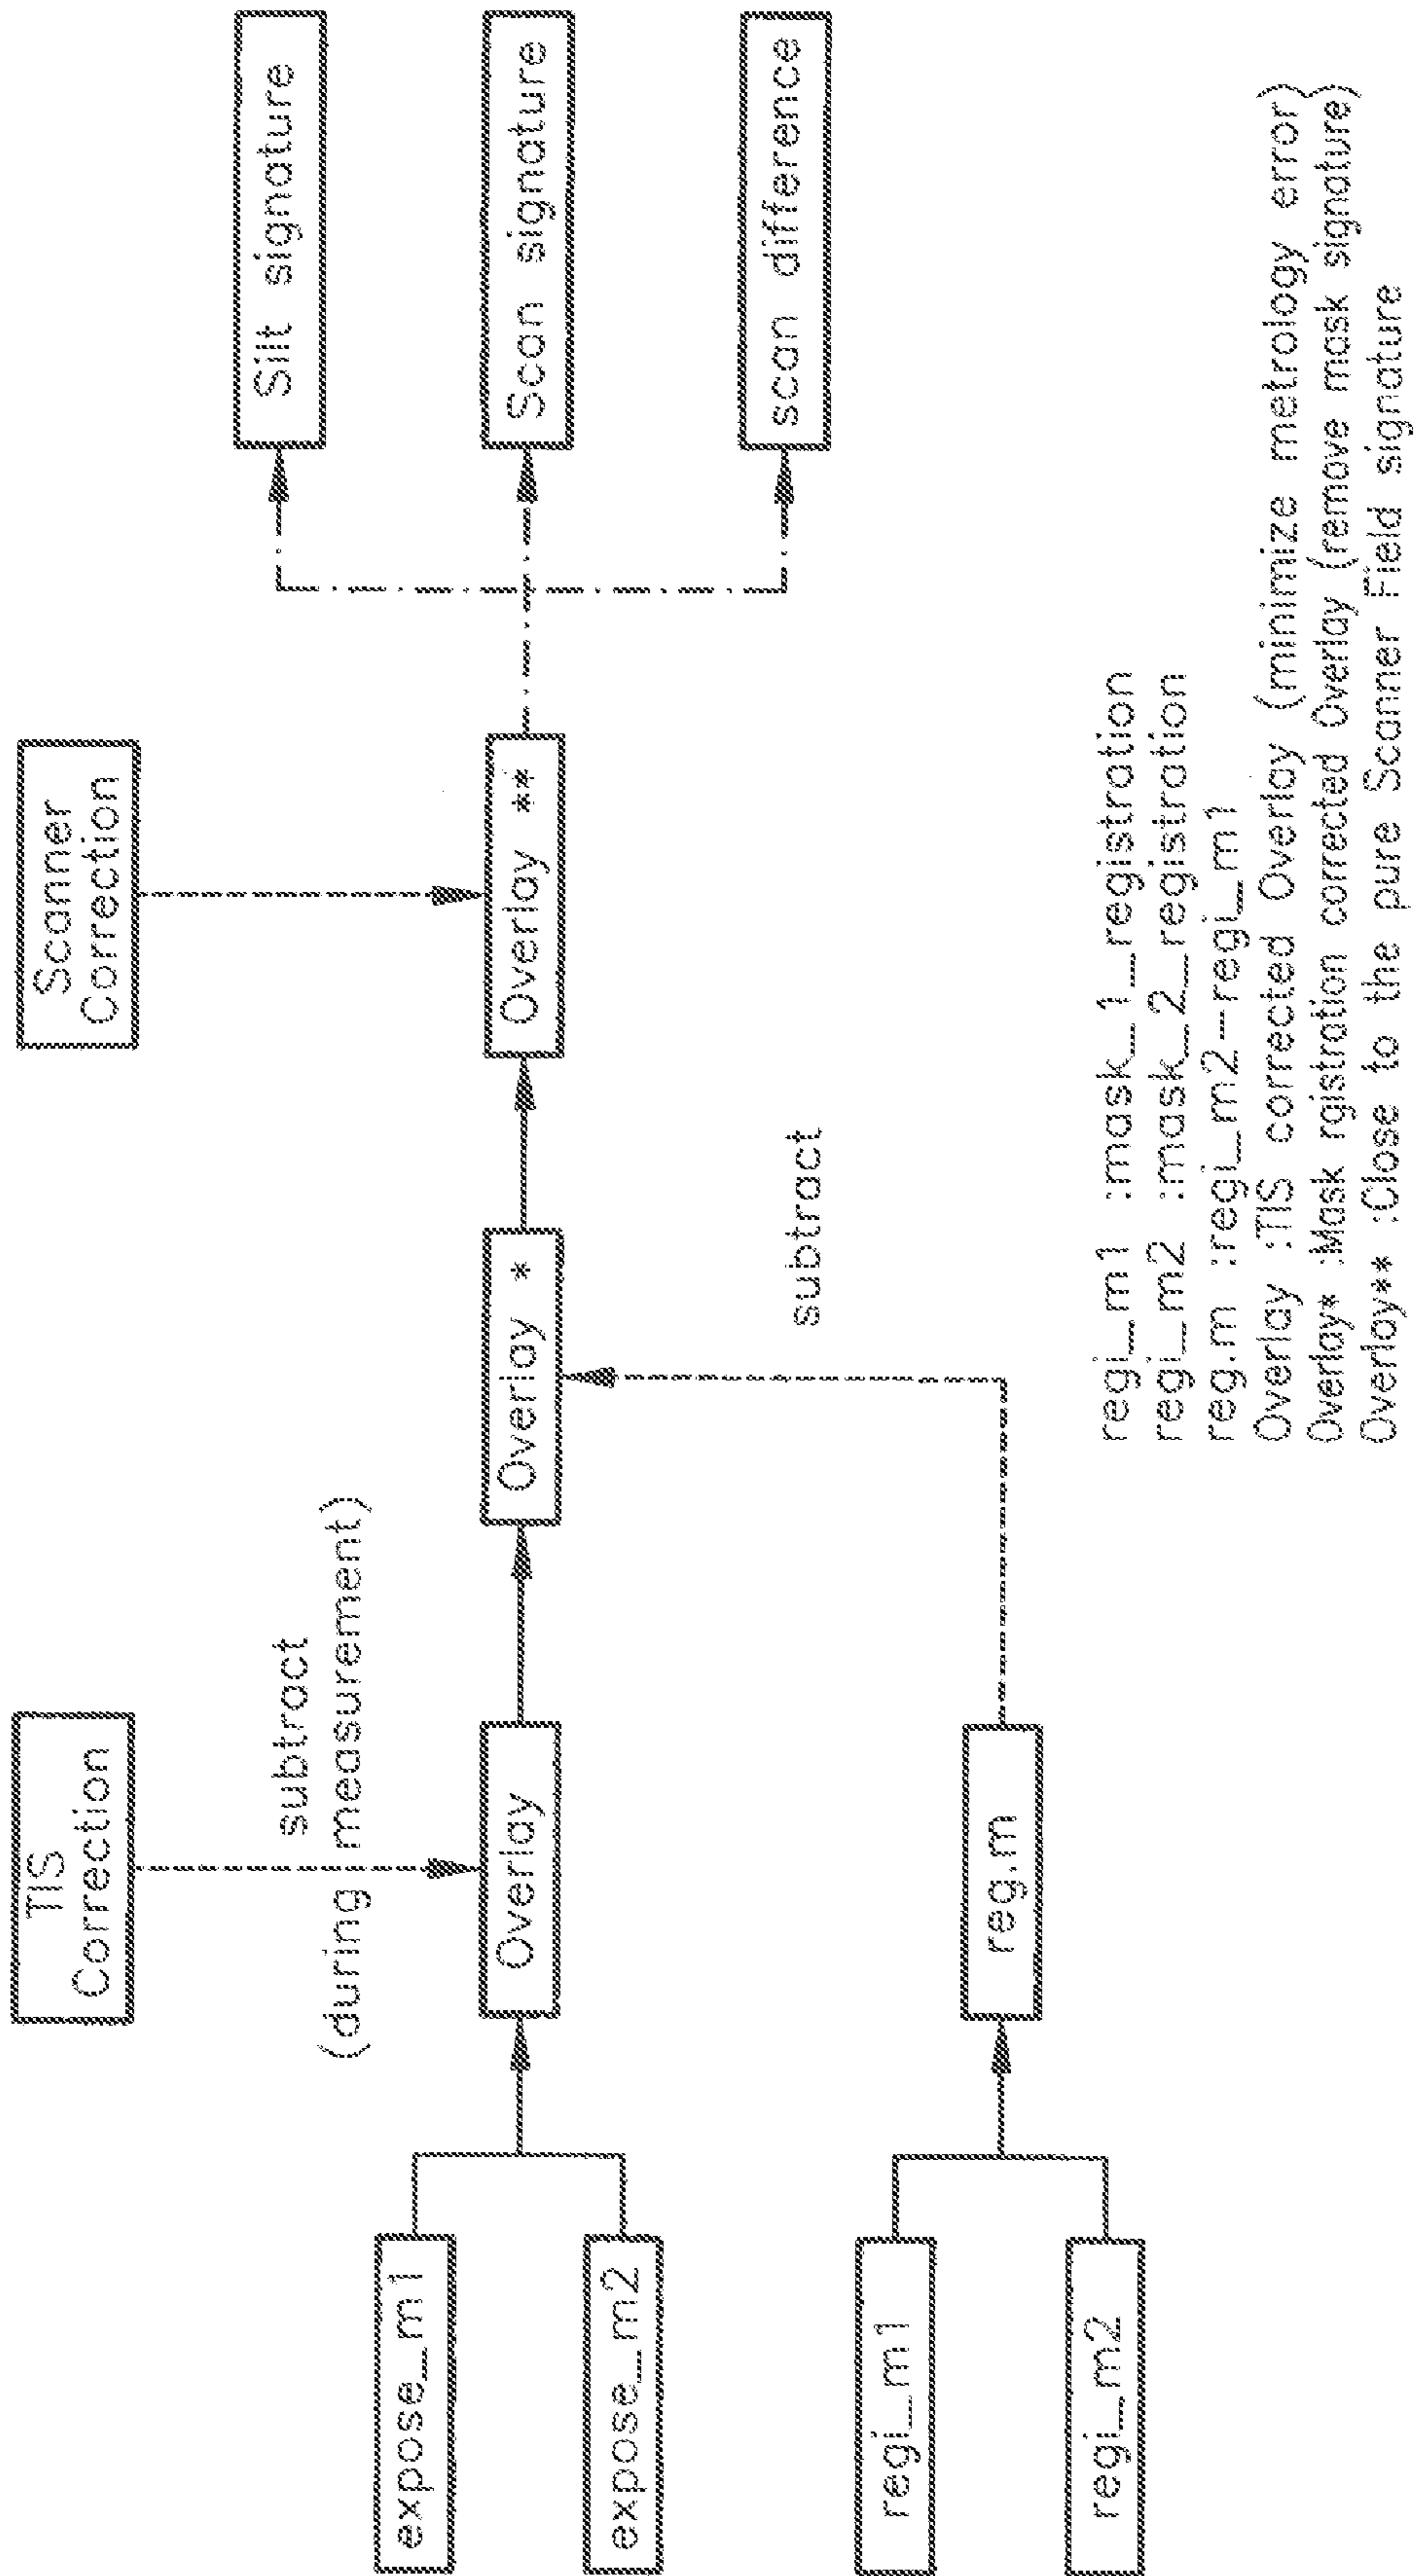 TIS
Correction
Scanner
Correction
subtract
(during measurement)
expose_m1
expose_m2
Overlay
Overlay *
Overlay **
Silt signature
Scan signature
scan difference
subtract
regi_m1
regi_m2
reg.m
regi_m1 :mask_1_registration
regi_m2 :mask_2_registration
reg.m :regi_m2-regi_m1
Overlay :TIS corrected Overlay (minimize metrology error)
Overlay* :Mask rgistration corrected Overlay (remove mask signature)
Overlay** :Close to the pure Scanner Field signature